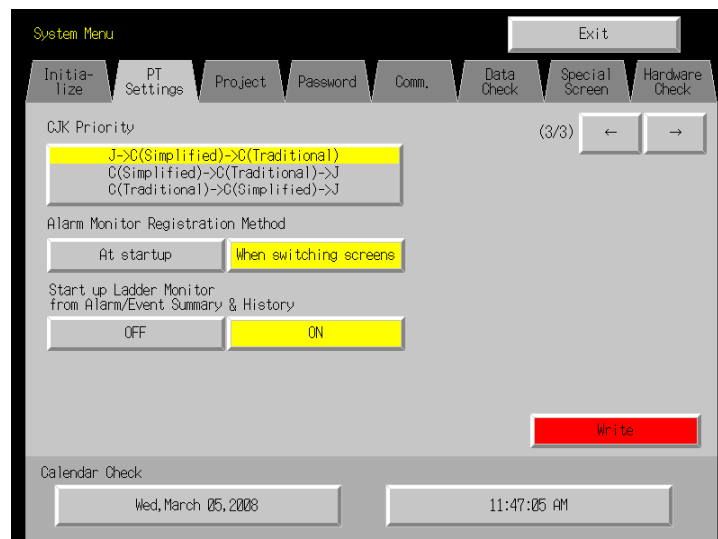 System Menu
Exit
Initia-
lize
PT
Settings
Project
Password
Comm.
Data
Check
Special
Screen
Hardware
Check
CJK Priority
(3/3)
←
→
J->C(Simplified)->C(Traditional)
C(Simplified)->C(Traditional)->J
C(Traditional)->C(Simplified)->J
Alarm Monitor Registration Method
At startup
When switching screens
Start up Ladder Monitor
from Alarm/Event Summary & History
OFF
ON
Write
Calendar Check
Wed,March 05,2008
11:47:05 AM